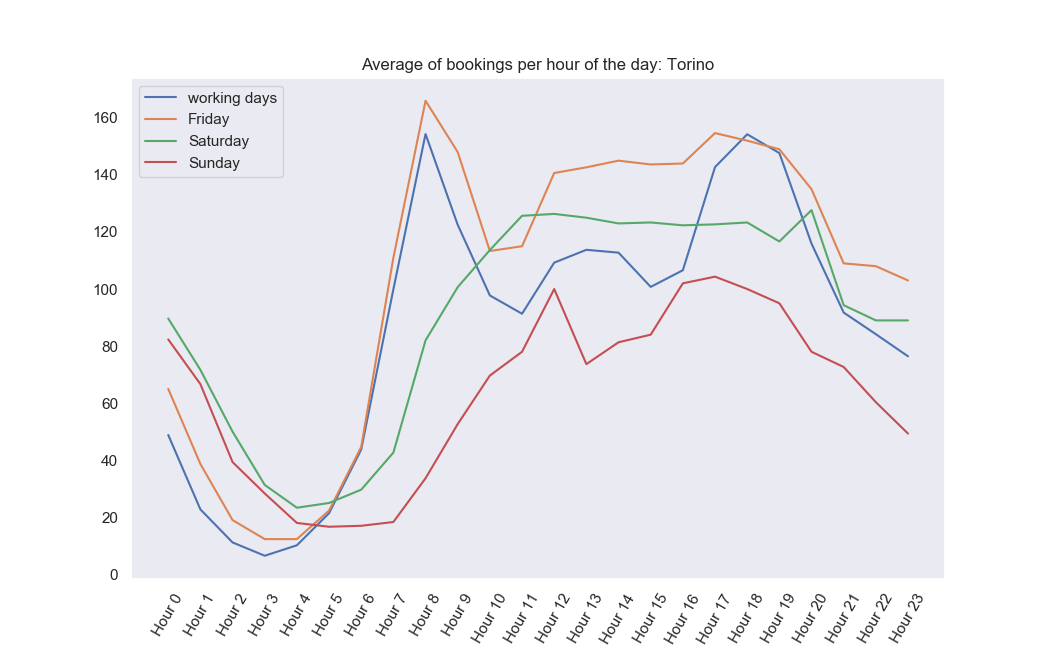 Average of bookings per hour of the day: Torino
working days
Friday
Saturday
Sunday
160
140
120
100
80
60
40
20
0
Hour 0
Hour 1
Hour 2
Hour 3
Hour 4
Hour 5
Hour 6
Hour 7
Hour 8
Hour 9
Hour 10
Hour 11
Hour 12
Hour 13
Hour 14
Hour 15
Hour 16
Hour 17
Hour 18
Hour 19
Hour 20
Hour 21
Hour 22
Hour 23